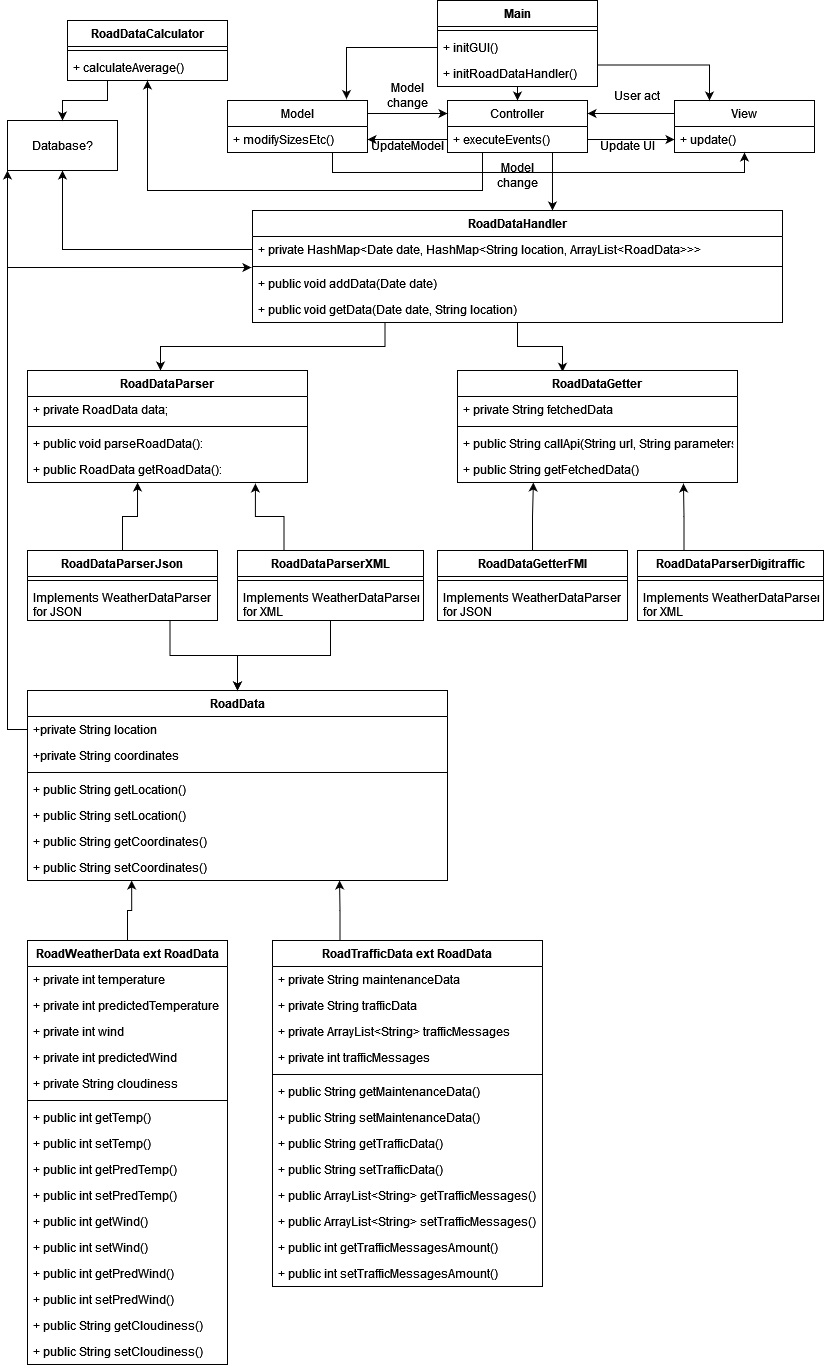 Main
+ initGUI()
+ initRoadDataHandler()
RoadDataCalculator
+ calculateAverage()
Database?
Model
+ modifySizesEtc()
Model
change
UpdateModel
Controller
+ executeEvents()
User act
Update UI
View
+ update()
Model
change
RoadDataHandler
+ private HashMap<Date date, HashMap<String location, ArrayList<RoadData>>>
+ public void addData(Date date)
+ public void getData(Date date, String location)
RoadDataParser
+ private RoadData data;
+ public void parseRoadData():
+ public RoadData getRoadData():
RoadDataGetter
+ private String fetchedData
+ public String callApi(String url, String parameters
+ public String getFetchedData()
RoadDataParserJson
Implements WeatherDataParser
for JSON
RoadDataParserXML
Implements WeatherDataParser
for XML
RoadDataGetterFMI
Implements WeatherDataParser
for JSON
RoadDataParserDigitraffic
Implements WeatherDataParser
for XML
RoadData
+private String location
+private String coordinates
+ public String getLocation()
+ public String setLocation()
+ public String getCoordinates()
+ public String setCoordinates()
RoadWeatherData ext RoadData
+ private int temperature
+ private int predictedTemperature
+ private int wind
+ private int predictedWind
+ private String cloudiness
+ public int getTemp()
+ public int setTemp()
+ public int getPredTemp()
+ public int setPredTemp()
+ public int getWind()
+ public int setWind()
+ public int getPredWind()
+ public int setPredWind()
+ public String getCloudiness()
+ public String setCloudiness()
RoadTrafficData ext RoadData
+ private String maintenanceData
+ private String trafficData
+ private ArrayList<String> trafficMessages
+ private int trafficMessages
+ public String getMaintenanceData()
+ public String setMaintenanceData()
+ public String getTrafficData()
+ public String setTrafficData()
+ public ArrayList<String> getTrafficMessages()
+ public ArrayList<String> setTrafficMessages()
+ public int getTrafficMessagesAmount()
+ public int setTrafficMessagesAmount()